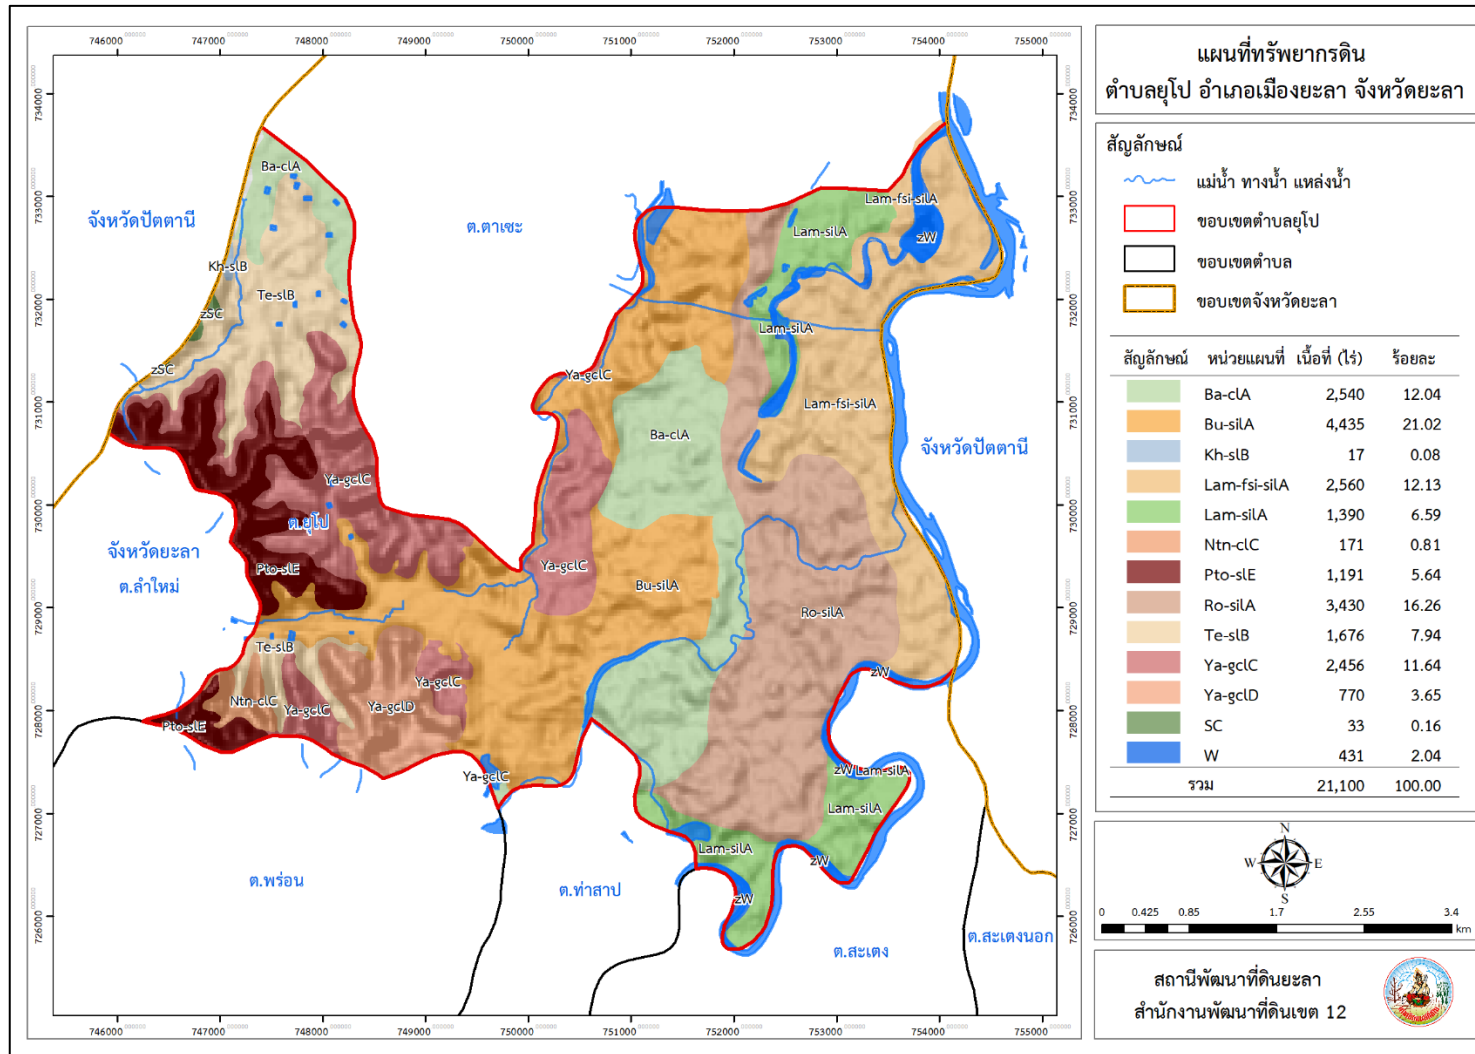 แผนที่ทรัพยากรดิน
ตำบลยุโป อำเภอเมืองยะลา จังหวัดยะลา
สัญลักษณ์
แม่น้ำ ทางน้ำ แหล่งน้ำ
ขอบเขตตำบลยุโป
ขอบเขตตำบล
ขอบเขตจังหวัดยะลา
สัญลักษณ์ หน่วยแผนที่ เนื้อที่ (ไร่) ร้อยละ
Ba-clA 2,540 12.04
Bu-silA 4,435 21.02
Kh-slB 17 0.08
Lam-fsi-silA 2,560 12.13
Lam-silA 1,390 6.59
Ntn-clC 171 0.81
Pto-slE 1,191 5.64
Ro-silA 3,430 16.26
Te-slB 1,676 7.94
Ya-gclC 2,456 11.64
Ya-gclD 770 3.65
SC 33 0.16
W 431 2.04
รวม 21,100 100.00
N
W E
S
0 0.425 0.85 1.7 2.55 3.4
km
สถานีพัฒนาที่ดินยะลา
สำนักงานพัฒนาที่ดินเขต 12
746000 747000 748000 749000 750000 751000 752000 753000 754000 755000
734000 734000
733000 733000
732000 732000
731000 731000
730000 730000
729000 729000
728000 728000
727000 727000
726000 726000
746000 747000 748000 749000 750000 751000 752000 753000 754000 755000
Ba-clA
จังหวัดปัตตานี
ต.ตาเซะ
Lam-fsi-silA
Lam-silA
zW
Kh-slB
Te-slB
zSC
Lam-silA
zSC
Ya-gclC
Lam-fsi-silA
Ba-clA
จังหวัดปัตตานี
Ya-gclC
ต.ยุโป
จังหวัดยะลา
ต.ลำใหม่
Pto-slE
Ya-gclC
Bu-silA
Ro-silA
Te-slB
Ya-gclC
zW
Ntn-clC
Ya-gclC
Ya-gclD
Pto-slE
Ya-gclC
zW
Lam-silA
Lam-silA
Lam-silA
zW
ต.พร่อน
ต.ท่าสาป
zW
ต.สะเตง
ต.สะเตงนอก